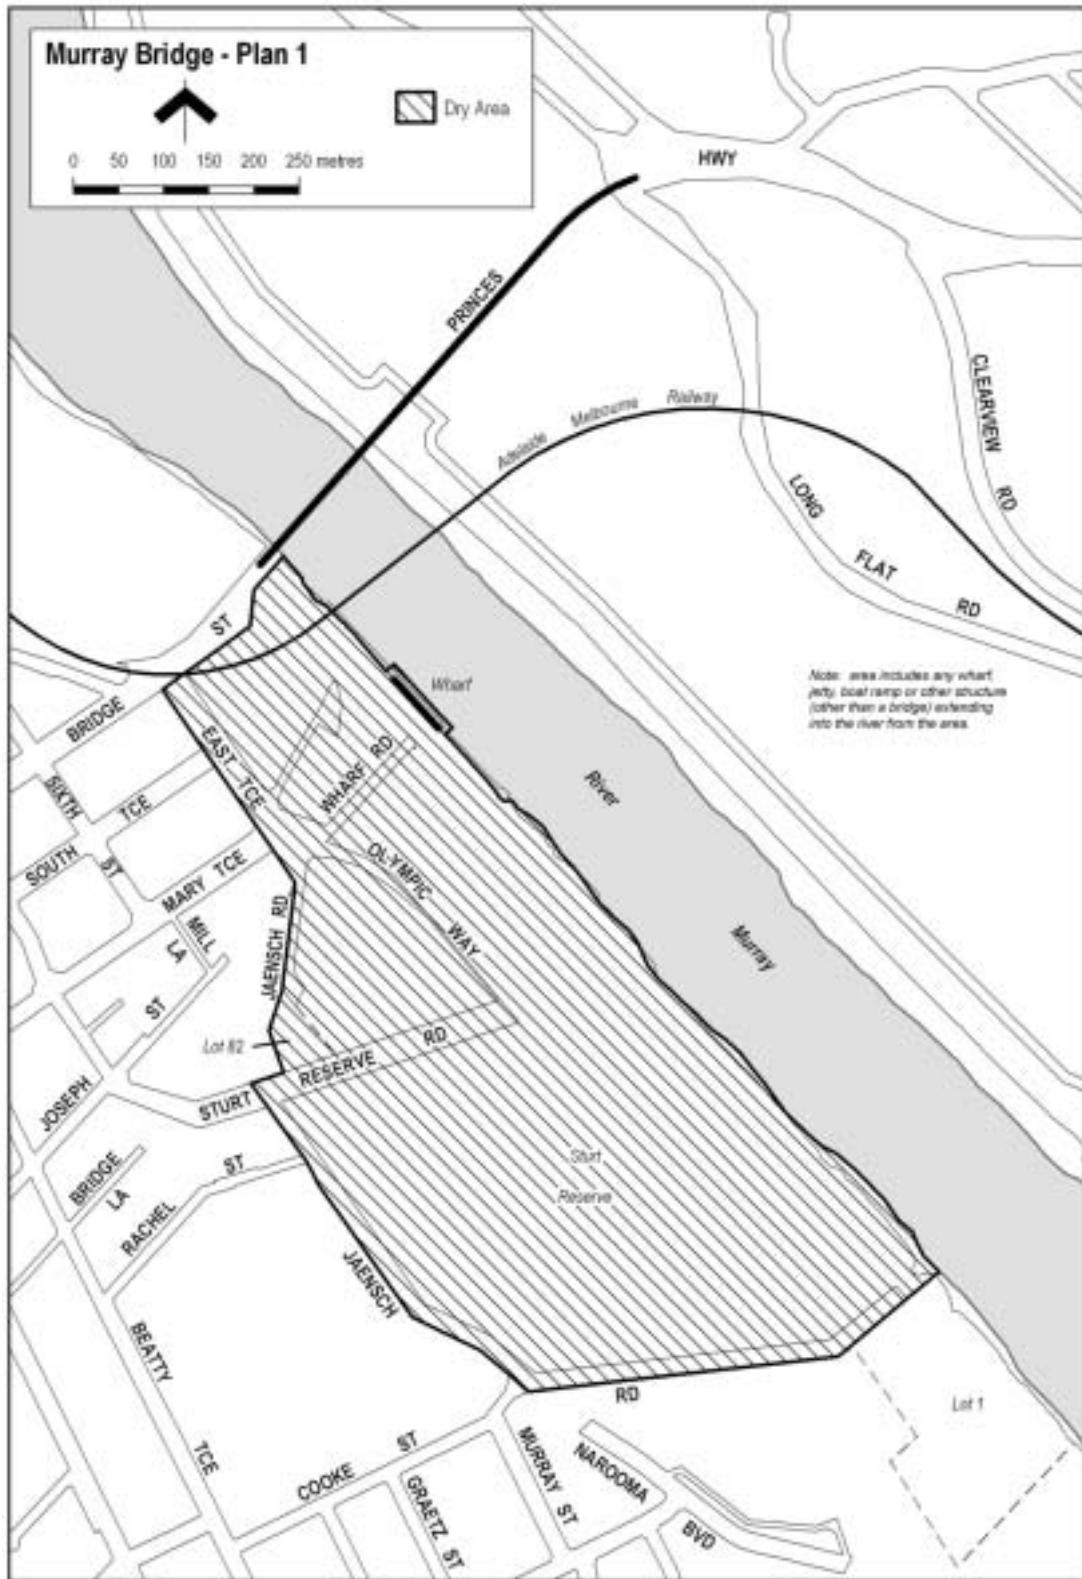 Murray Bridge - Plan 1
Dry Area
0 50 100 150 200 250 metres
HWY
PRINCES
CLEARVIEW
RD
Adelaide Melbourne Railway
LONG
FLAT
RD
ST
BRIDGE
Wharf
Note: area includes any wharf,
jetty, boat ramp or other structure
(other than a bridge) extending
into the river from the area.
EAST TCE
WHARF RD
SIXTH
ST
SOUTH
TCE
MARY TCE
River
OLYMPIC
WAY
Murray
MILL
LA
JAENSCH RD
ST
Lot 82
RESERVE RD
STURT
JOSEPH
BRIDGE
LA
RACHEL
ST
Sturt
Reserve
JAENSCH
BEATTY
TCE
RD
Lot 1
COOKE
ST
GRAETZ ST
MURRAY ST
NAROOMA
BVD